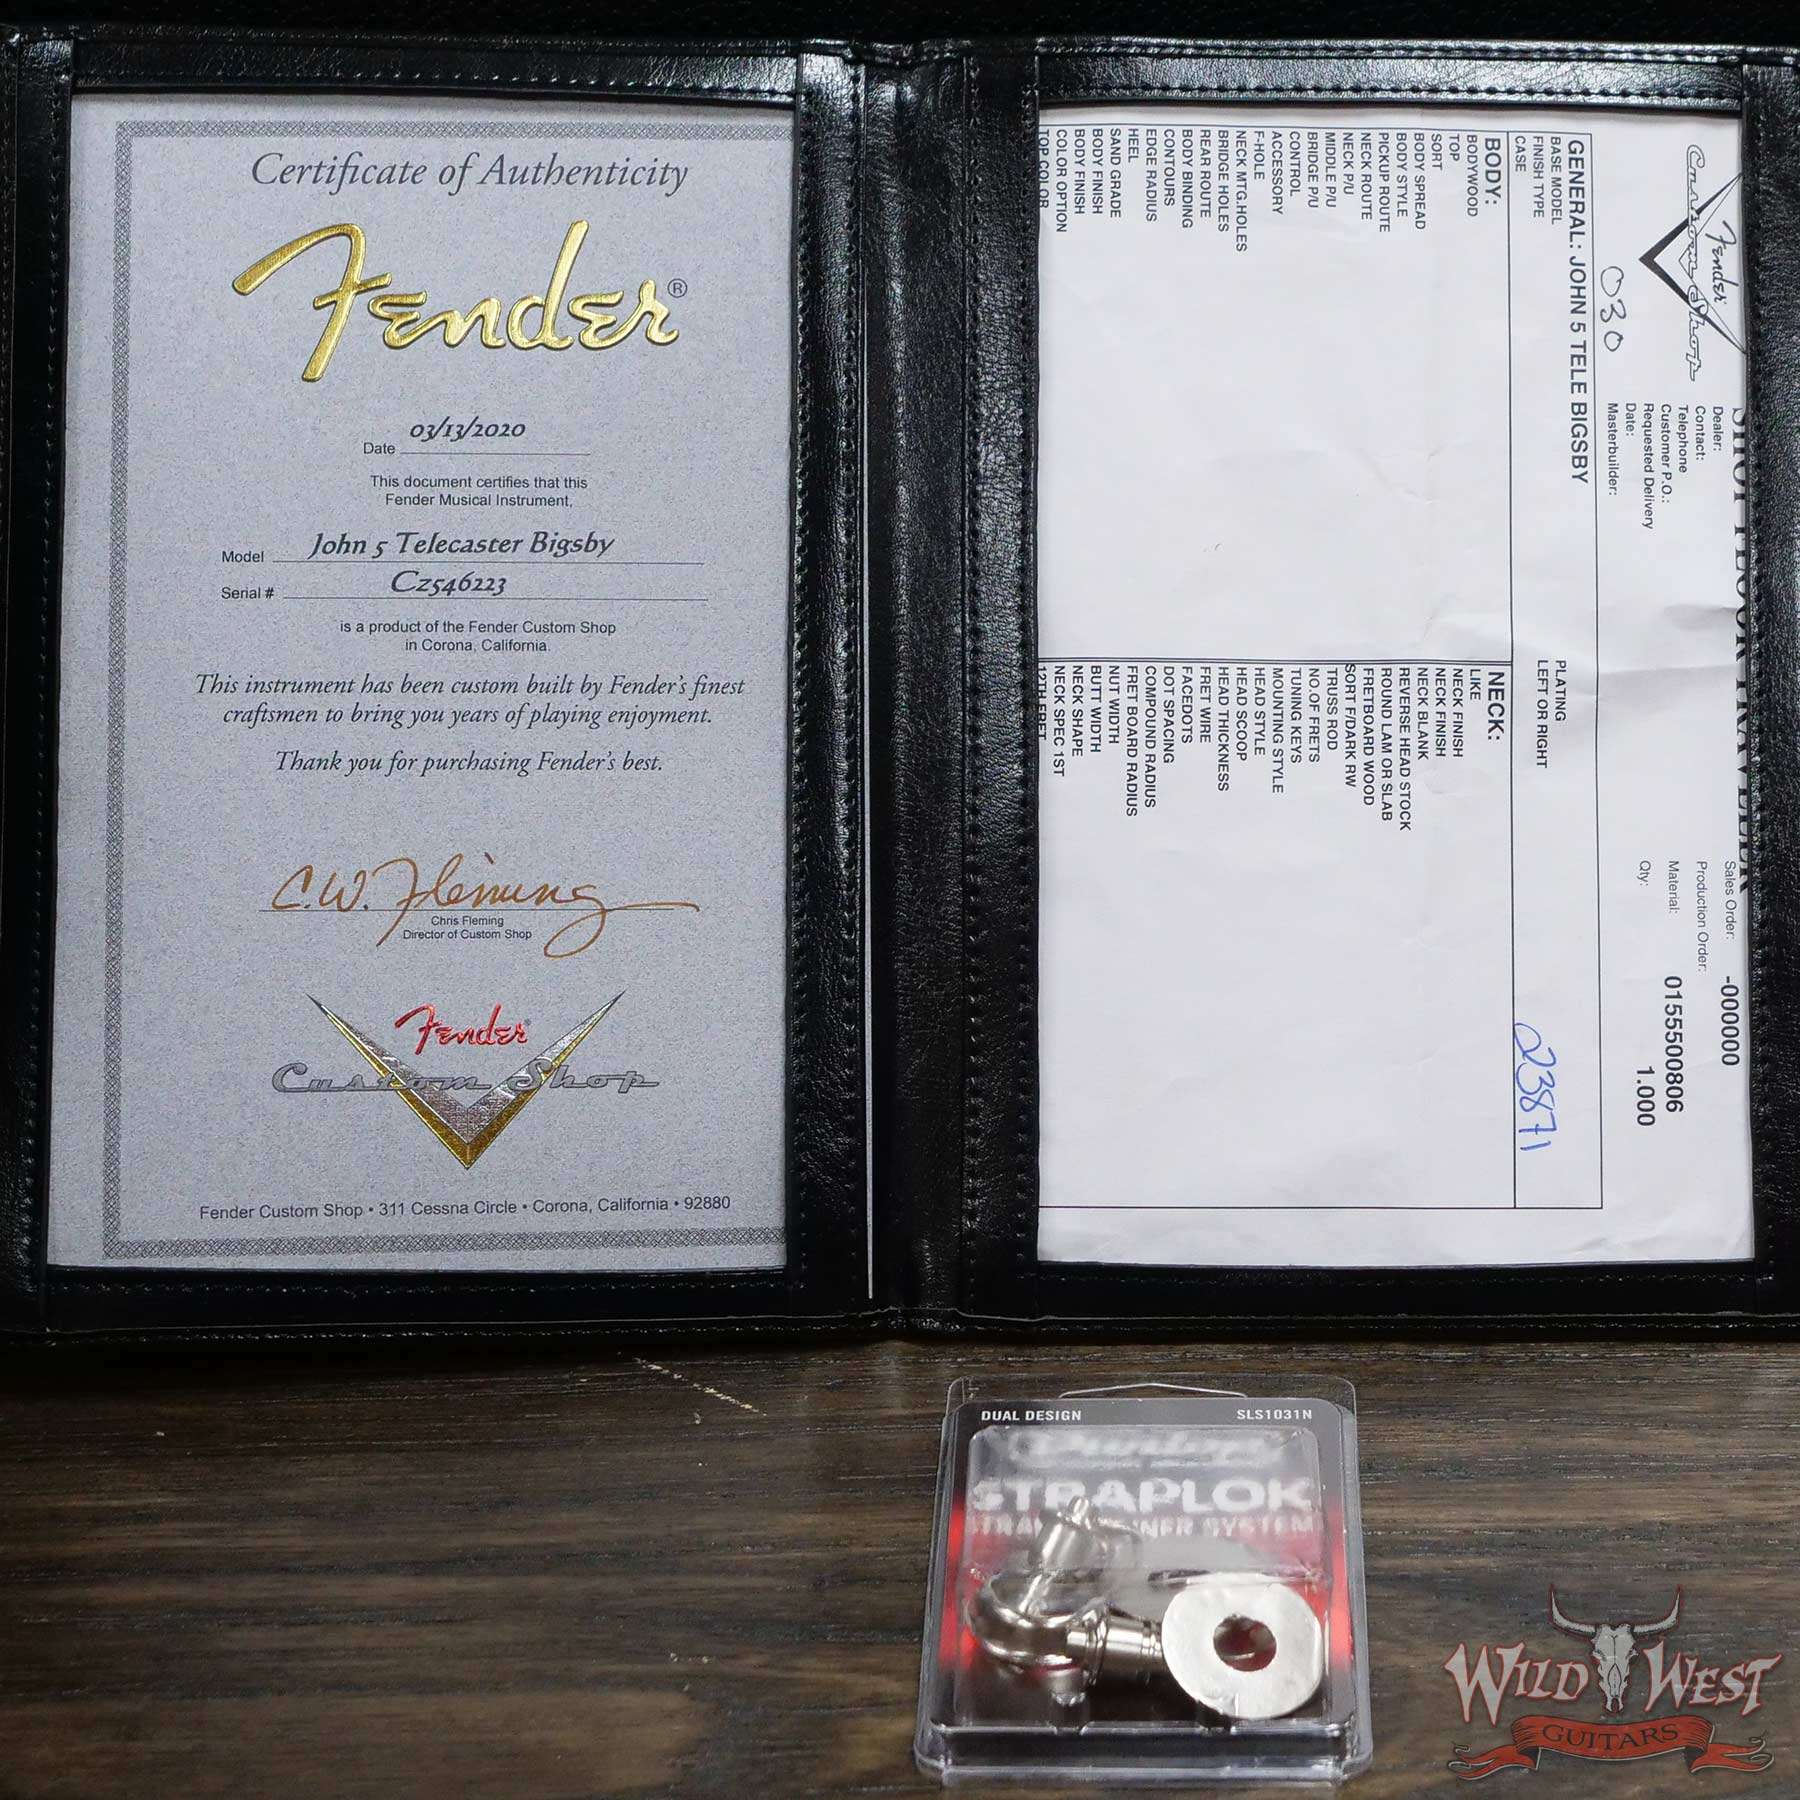 Certificate of Authenticity
Fender®
03/13/2020
Date
This document certifies that this
Fender Musical Instrument,
Model John 5 Telecaster Bigsby
Serial # CZ546223
is a product of the Fender Custom Shop
in Corona, California.
This instrument has been custom built by Fender's finest
craftsmen to bring you years of playing enjoyment.
Thank you for purchasing Fender's best.
C.W. Fleming
Chris Fleming
Director of Custom Shop
Fender
Custom Shop
Fender Custom Shop • 311 Cessna Circle • Corona, California • 92880
SHOP FLOOR TRAVELER
Fender
Custom Shop
030
Dealer:
Contact:
Telephone
Customer P.O.:
Requested Delivery
Date:
Masterbuilder:
Sales Order: -000000
Production Order:
Material: 0155500806
Qty: 1.000
GENERAL: JOHN 5 TELE BIGSBY
BASE MODEL
FINISH TYPE
CASE
PLATING
LEFT OR RIGHT
23871
BODY:
BODYWOOD
TOP
SORT
BODY SPREAD
BODY STYLE
PICKUP ROUTE
NECK ROUTE
NECK P/U
MIDDLE P/U
BRIDGE P/U
CONTROL
ACCESSORY
F-HOLE
NECK MTG.HOLES
BRIDGE HOLES
REAR ROUTE
BODY BINDING
CONTOURS
EDGE RADIUS
HEEL
SAND GRADE
BODY FINISH
BODY FINISH
COLOR OPTION
TOP COLOR
NECK:
LIKE
NECK FINISH
NECK FINISH
NECK BLANK
REVERSE HEAD STOCK
ROUND LAM OR SLAB
FRETBOARD WOOD
SORT F/DARK RW
TRUSS ROD
NO.OF FRETS
TUNING KEYS
MOUNTING STYLE
HEAD STYLE
HEAD SCOOP
HEAD THICKNESS
FRET WIRE
FACEDOTS
DOT SPACING
COMPOUND RADIUS
FRET BOARD RADIUS
NUT WIDTH
BUTT WIDTH
NECK SHAPE
NECK SPEC 1ST
12TH FRET
DUAL DESIGN SLS1031N
Dunlop
STRAPLOK
SYSTEM
WILD WEST
GUITARS